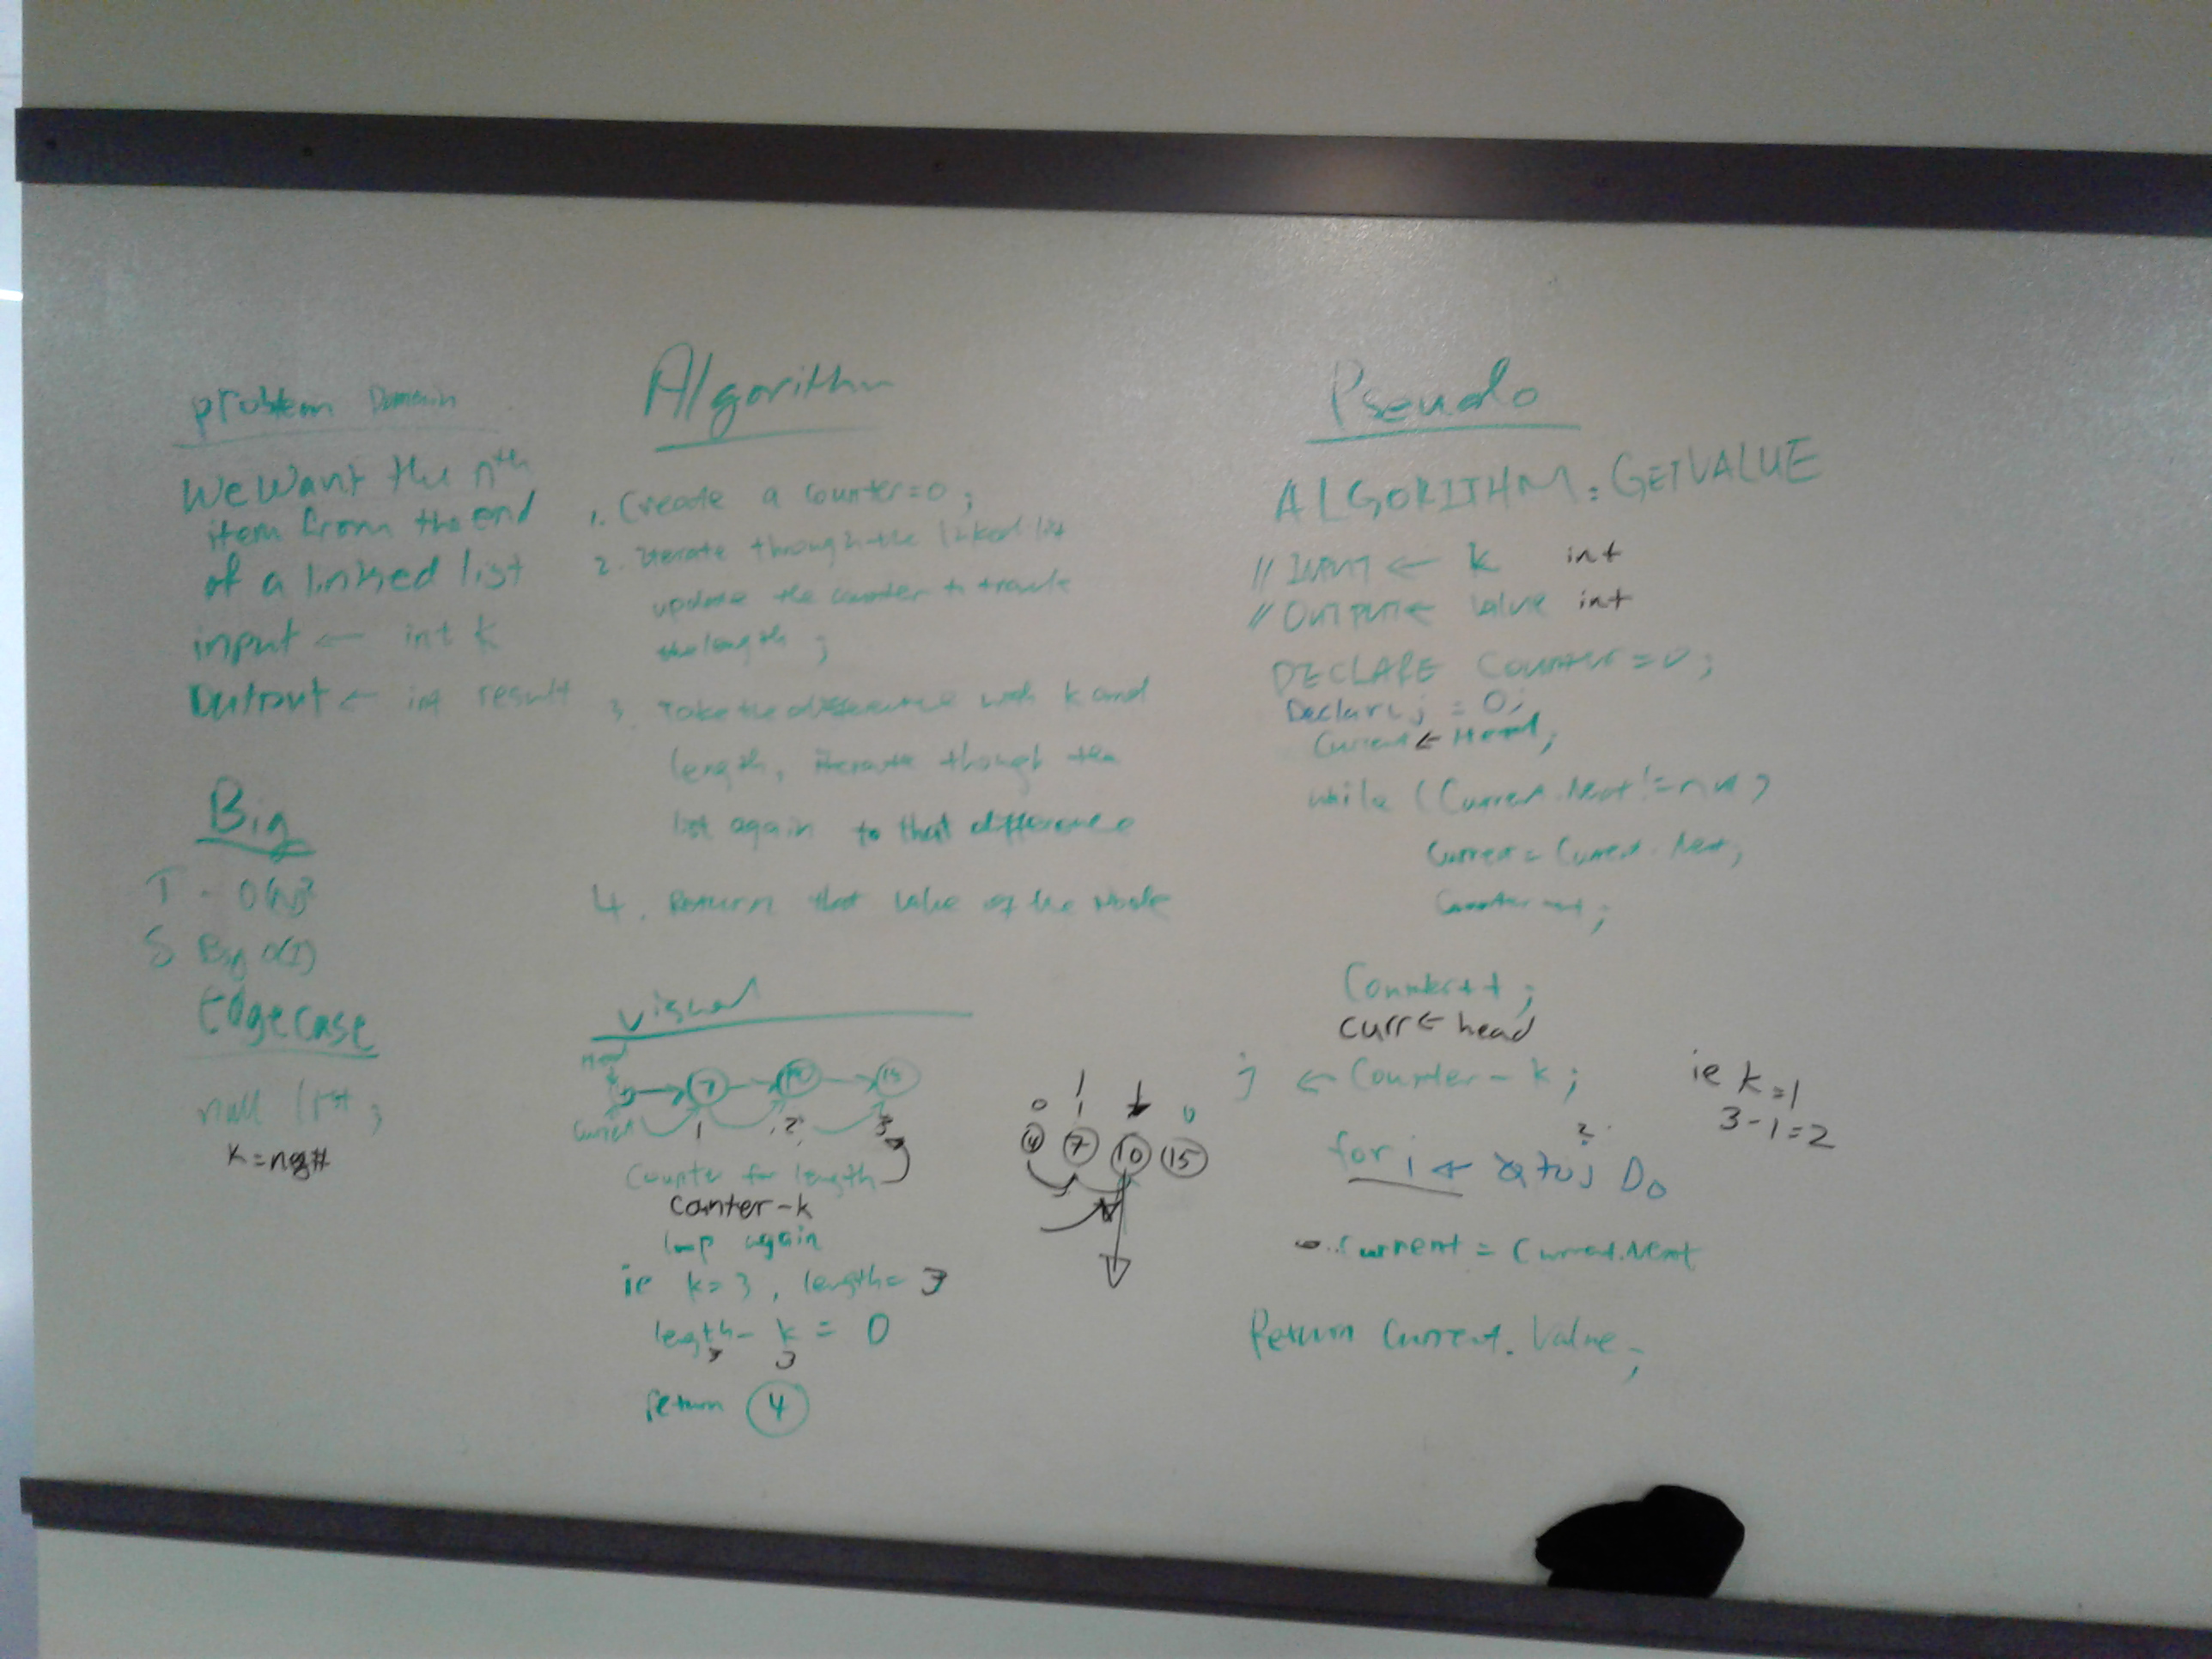 Problem Domain
We Want the nth
item from the end
of a linked list
input ← int k
Output ← int result
Big
T - O(n)
S Big O(1)
Edgecase
null list;
k=neg#
Algorithm
1. Create a counter=0;
2. iterate through the linked list
update the counter to
the length;
3. Take the difference with k and
length, iterate though the
list again to that difference
4. Return that value of the Node
Visual
Head
7 10 15
Current 1 2 3
Counter for length
counter-k
loop again
ie k=3, length= 3
length- k = 0
3 3
return 4
0 1 0
4 7 10 15
Pseudo
ALGORITHM: GETVALUE
// INPUT ← k int
// OUTPUT ← value int
DECLARE Counter=0;
Declare j = 0;
Current ← Head;
while (Current.Next != null)
Current = Current.Next;
Counter++;
Counter++;
curr ← head
j ← Counter - k;
ie k=1
3-1=2
2
for i ← to j Do
Current = Current.Next
Return Current.Value;